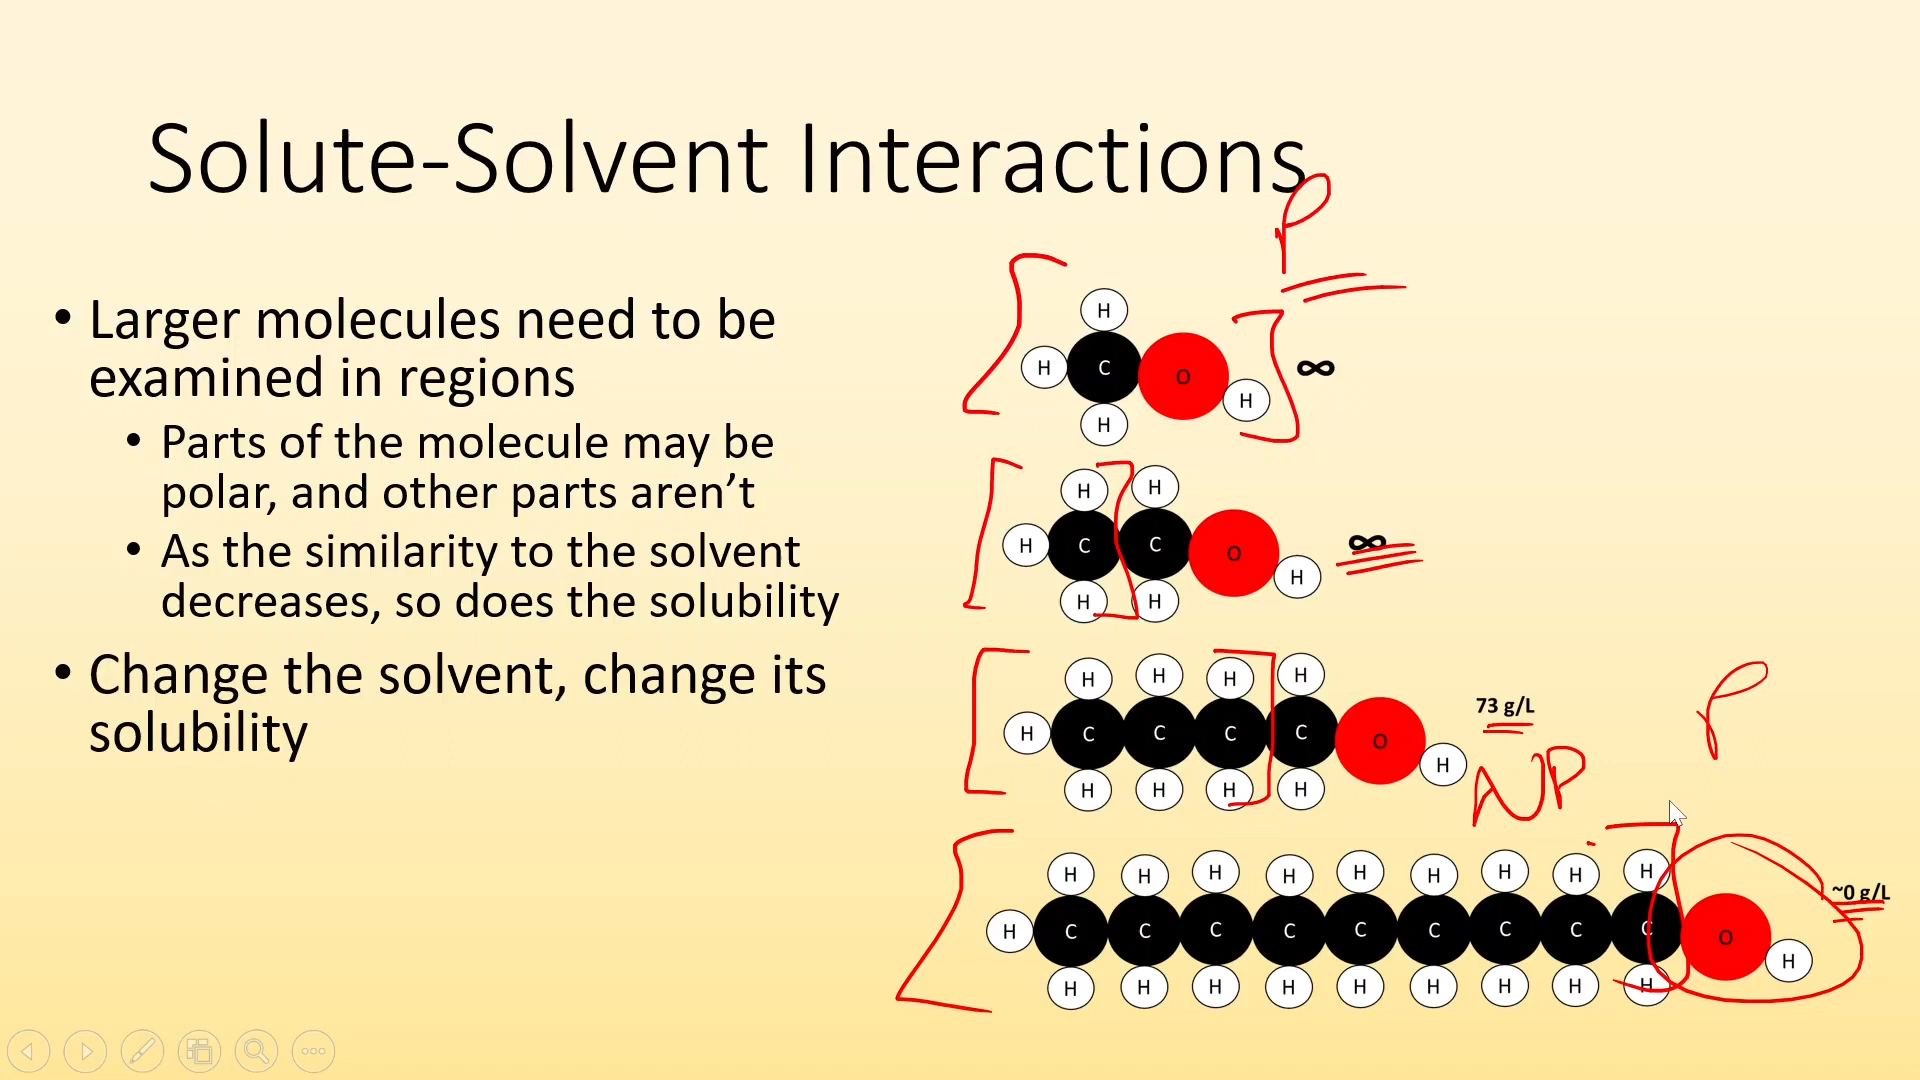 Solute-Solvent Interactions
P
• Larger molecules need to be
examined in regions
• Parts of the molecule may be
polar, and other parts aren’t
• As the similarity to the solvent
decreases, so does the solubility
• Change the solvent, change its
solubility
H
H C O H ∞
H
H H
H C C O H ∞
H H
H H H H
H C C C C O H 73 g/L
H H H H
NP
P
H H H H H H H H H
H C C C C C C C C C O H ~0 g/L
H H H H H H H H H